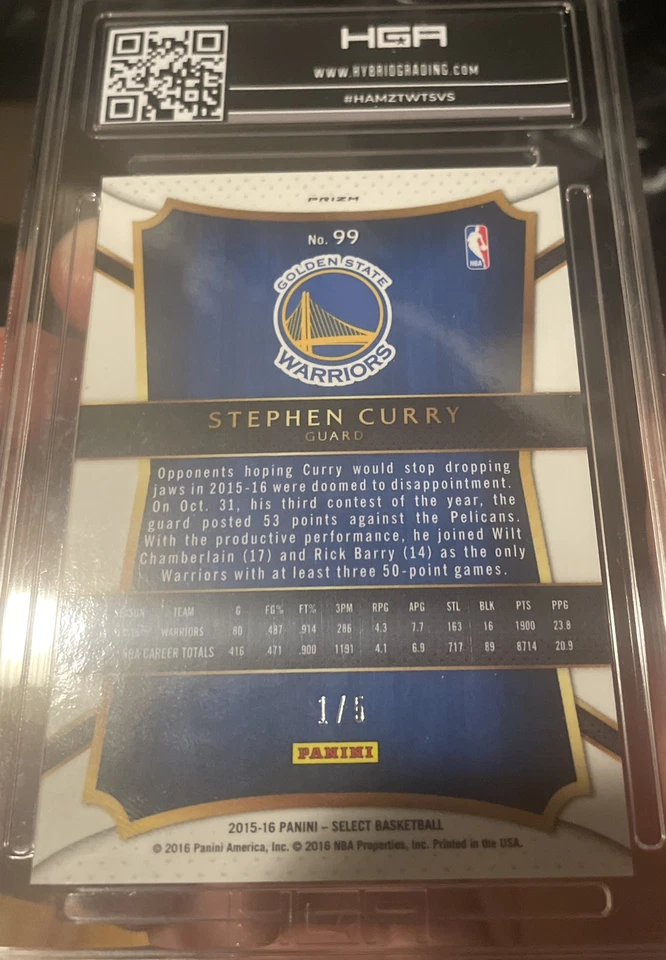 HGA
WWW.HYBRIDGRADING.COM
#HAMZTWTSVS
PRIZM
No. 99
NBA
GOLDEN STATE
WARRIORS
STEPHEN CURRY
GUARD
Opponents hoping Curry would stop dropping
jaws in 2015-16 were doomed to disappointment.
On Oct. 31, his third contest of the year, the
guard posted 53 points against the Pelicans.
With the productive performance, he joined Wilt
Chamberlain (17) and Rick Barry (14) as the only
Warriors with at least three 50-point games.
TEAM G FG% FT% 3PM RPG APG STL BLK PTS PPG
WARRIORS 80 .487 .914 286 4.3 7.7 163 16 1900 23.8
NBA CAREER TOTALS 416 .471 .900 1191 4.1 6.9 717 89 8714 20.9
1/5
PANINI
2015-16 PANINI – SELECT BASKETBALL
© 2016 Panini America, Inc. © 2016 NBA Properties, Inc. Printed in the USA.